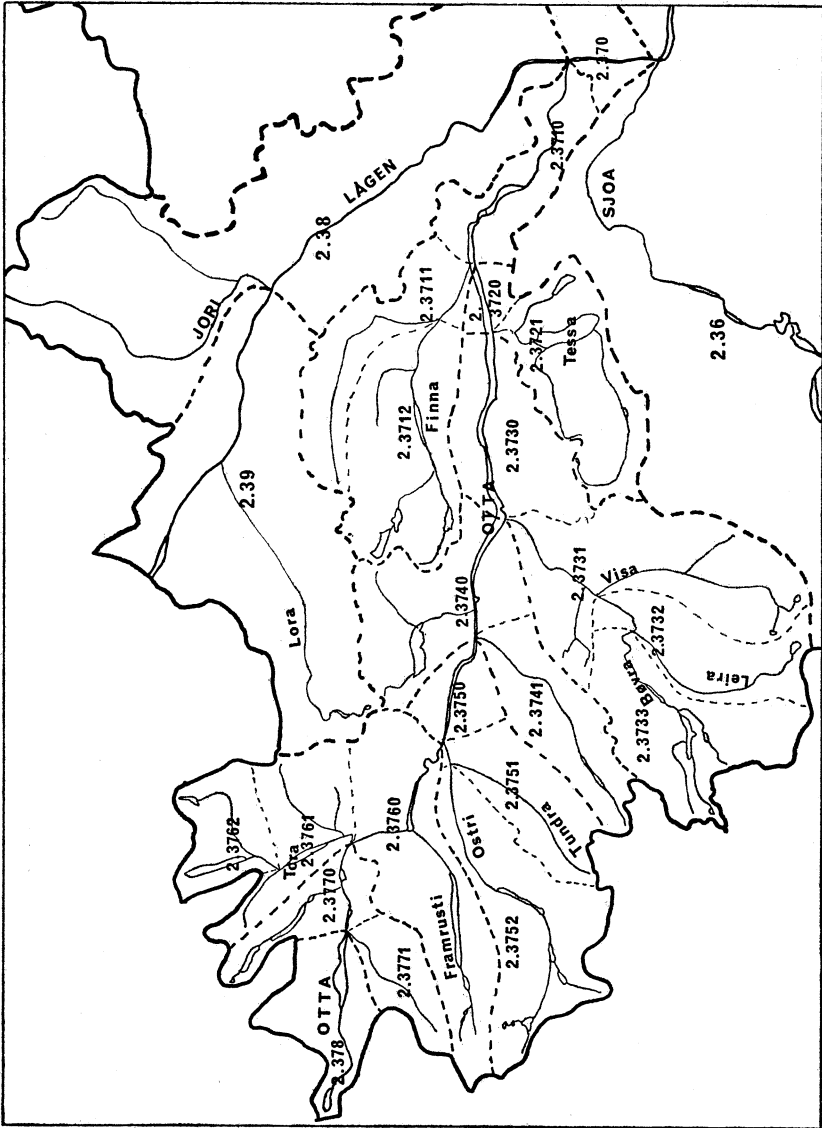 2.370
2.3710
LÅGEN
SJOA
2.38
2.3711
2.3720
JORI
2.3721
Tessa
2.36
Finna
2.3712
2.3730
2.39
OTTA
2.3731
Visa
2.3740
Lora
2.3732
Leira
Bøvra
2.3750
2.3741
2.3733
2.3751
Tundra
2.3760
Ostri
2.3762
2.3761
Tora
2.3770
Framrusti
2.3752
2.3771
OTTA
2.378